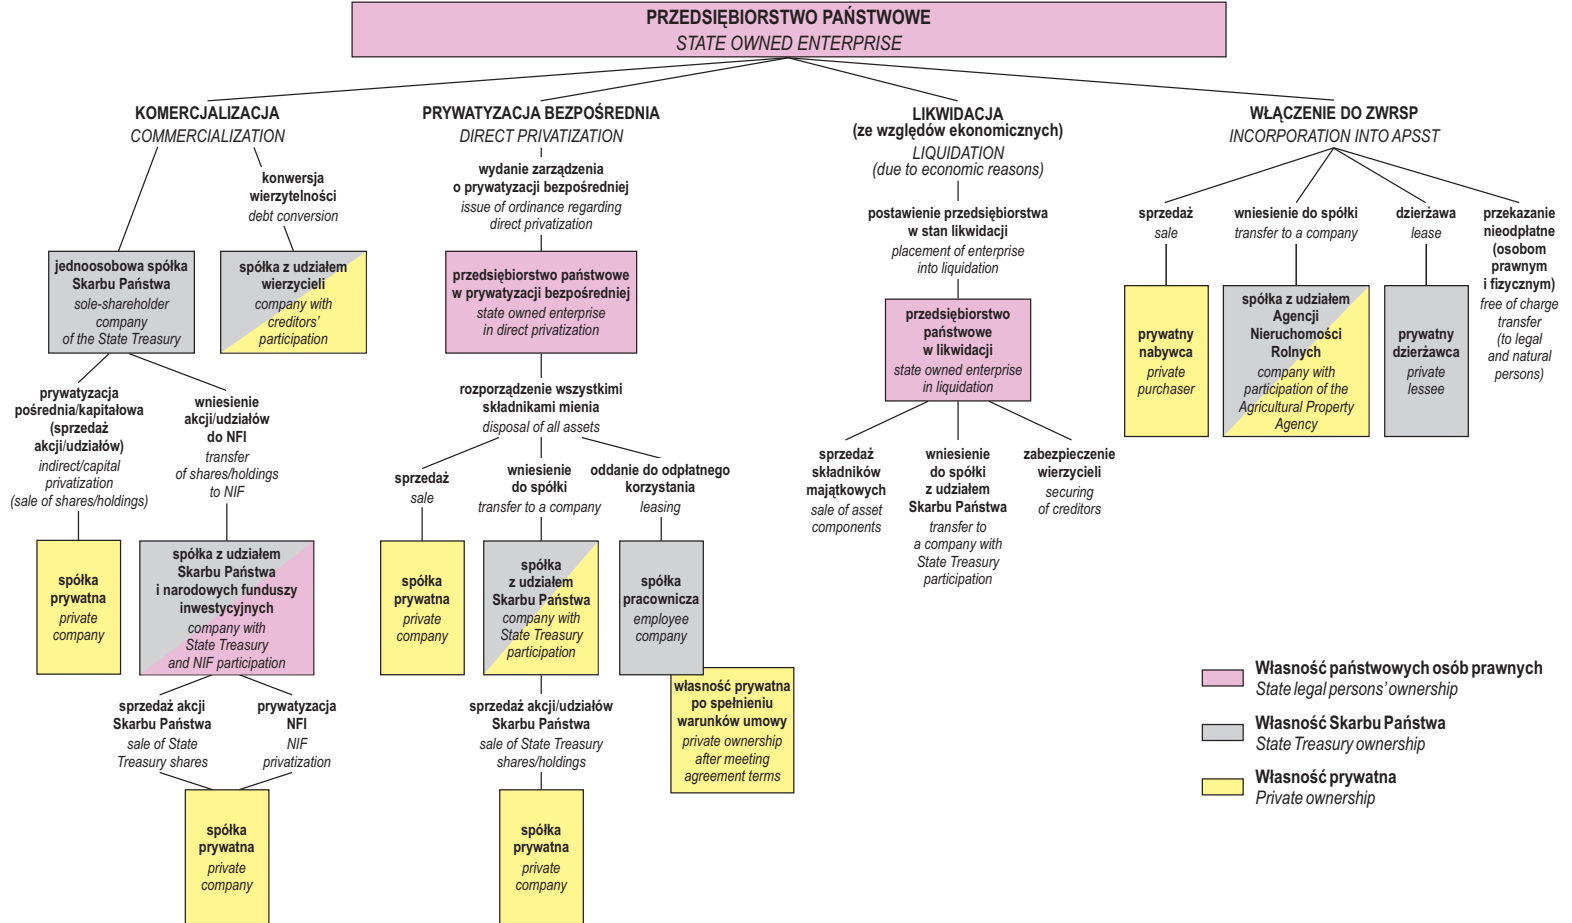 PRZEDSIĘBIORSTWO PAŃSTWOWE
STATE OWNED ENTERPRISE
KOMERCJALIZACJA
COMMERCIALIZATION
konwersja
wierzytelności
debt conversion
jednoosobowa spółka
Skarbu Państwa
sole-shareholder
company
of the State Treasury
spółka z udziałem
wierzycieli
company with
creditors'
participation
prywatyzacja
pośrednia/kapitałowa
(sprzedaż
akcji/udziałów)
indirect/capital
privatization
(sale of shares/holdings)
wniesienie
akcji/udziałów
do NFI
transfer
of shares/holdings
to NIF
spółka
prywatna
private
company
spółka z udziałem
Skarbu Państwa
i narodowych funduszy
inwestycyjnych
company with
State Treasury
and NIF participation
sprzedaż akcji
Skarbu Państwa
sale of State
Treasury shares
prywatyzacja
NFI
NIF
privatization
spółka
prywatna
private
company
PRYWATYZACJA BEZPOŚREDNIA
DIRECT PRIVATIZATION
wydanie zarządzenia
o prywatyzacji bezpośredniej
issue of ordinance regarding
direct privatization
przedsiębiorstwo państwowe
w prywatyzacji bezpośredniej
state owned enterprise
in direct privatization
rozporządzenie wszystkimi
składnikami mienia
disposal of all assets
sprzedaż
sale
wniesienie
do spółki
transfer to a company
oddanie do odpłatnego
korzystania
leasing
spółka
prywatna
private
company
spółka
z udziałem
Skarbu Państwa
company with
State Treasury
participation
spółka
pracownicza
employee
company
własność prywatna
po spełnieniu
warunków umowy
private ownership
after meeting
agreement terms
sprzedaż akcji/udziałów
Skarbu Państwa
sale of State Treasury
shares/holdings
spółka
prywatna
private
company
LIKWIDACJA
(ze względów ekonomicznych)
LIQUIDATION
(due to economic reasons)
postawienie przedsiębiorstwa
w stan likwidacji
placement of enterprise
into liquidation
przedsiębiorstwo
państwowe
w likwidacji
state owned enterprise
in liquidation
sprzedaż
składników
majątkowych
sale of asset
components
wniesienie
do spółki
z udziałem
Skarbu Państwa
transfer to
a company with
State Treasury
participation
zabezpieczenie
wierzycieli
securing
of creditors
WŁĄCZENIE DO ZWRSP
INCORPORATION INTO APSST
sprzedaż
sale
wniesienie do spółki
transfer to a company
dzierżawa
lease
przekazanie
nieodpłatne
(osobom
prawnym
i fizycznym)
free of charge
transfer
(to legal
and natural
persons)
prywatny
nabywca
private
purchaser
spółka z udziałem
Agencji
Nieruchomości
Rolnych
company with
participation of the
Agricultural Property
Agency
prywatny
dzierżawca
private
lessee
Własność państwowych osób prawnych
State legal persons' ownership
Własność Skarbu Państwa
State Treasury ownership
Własność prywatna
Private ownership